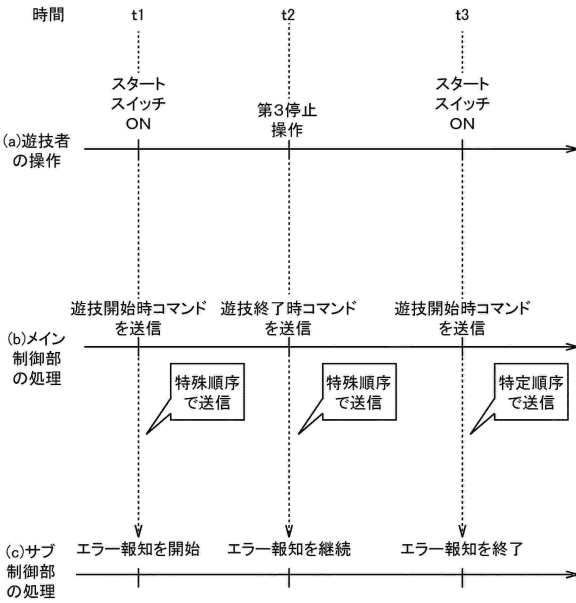 時間
t1
t2
t3
スタート
スイッチ
ON
第3停止
操作
スタート
スイッチ
ON
(a)遊技者
の操作
遊技開始時コマンド
を送信
遊技終了時コマンド
を送信
遊技開始時コマンド
を送信
(b)メイン
制御部
の処理
特殊順序
で送信
特殊順序
で送信
特定順序
で送信
エラー報知を開始
エラー報知を継続
エラー報知を終了
(c)サブ
制御部
の処理